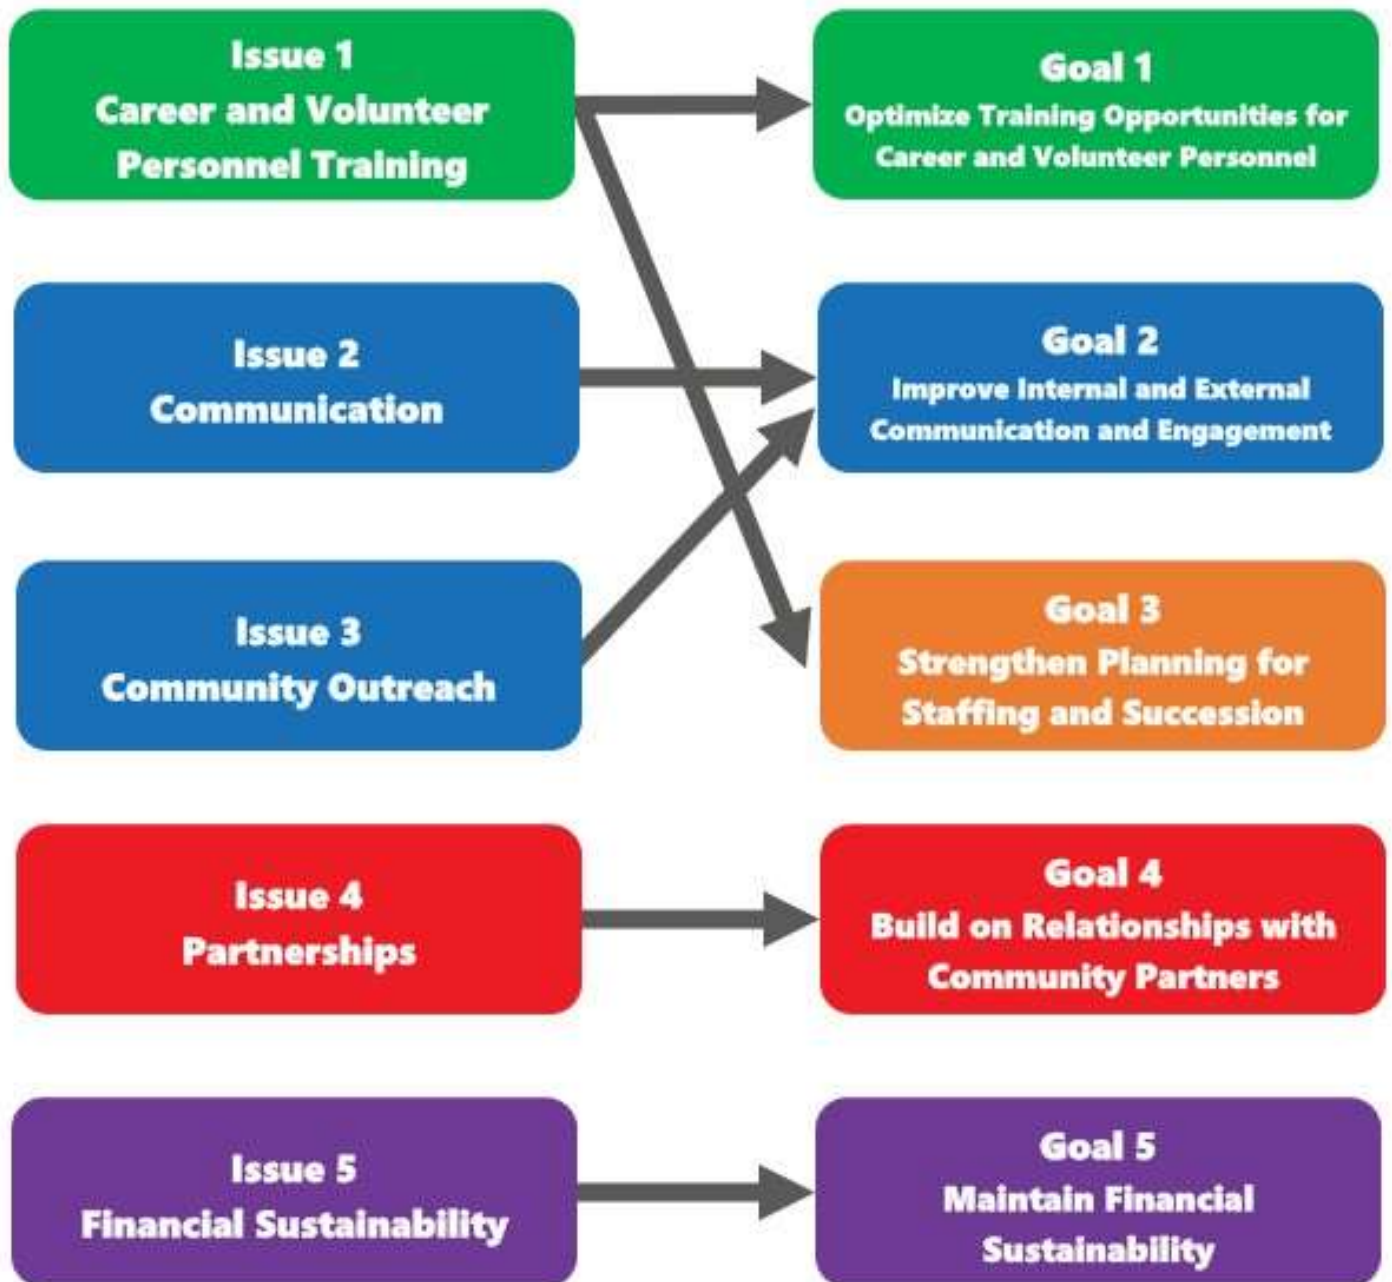 Issue 1
Career and Volunteer
Personnel Training
Goal 1
Optimize Training Opportunities for
Career and Volunteer Personnel
Issue 2
Communication
Goal 2
Improve Internal and External
Communication and Engagement
Issue 3
Community Outreach
Goal 3
Strengthen Planning for
Staffing and Succession
Issue 4
Partnerships
Goal 4
Build on Relationships with
Community Partners
Issue 5
Financial Sustainability
Goal 5
Maintain Financial
Sustainability